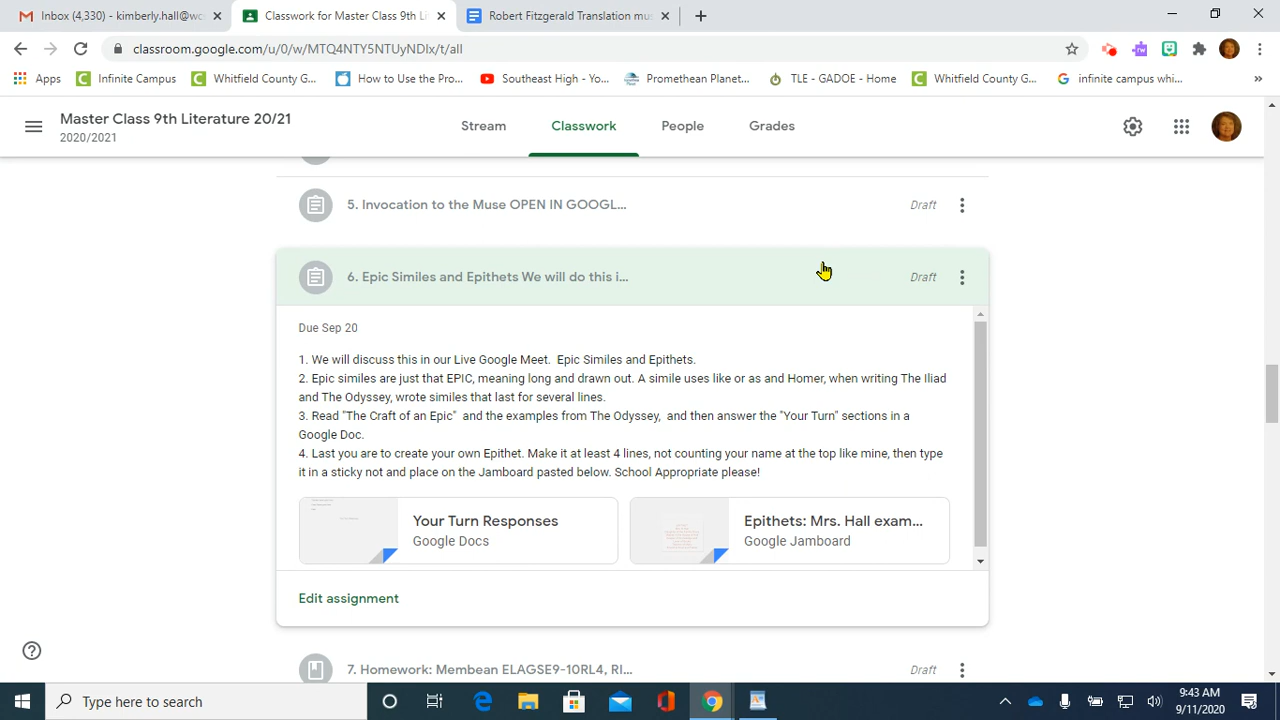 Inbox (4,330) - kimberly.hall@wc
Classwork for Master Class 9th Li
Robert Fitzgerald Translation mu
classroom.google.com/u/0/w/MTQ4NTY5NTUyNDlx/t/all
Apps
Infinite Campus
Whitfield County G...
How to Use the Pro...
Southeast High - Yo...
Promethean Planet...
TLE - GADOE - Home
Whitfield County G...
infinite campus whi...
Master Class 9th Literature 20/21
2020/2021
Stream
Classwork
People
Grades
5. Invocation to the Muse OPEN IN GOOGL...
Draft
6. Epic Similes and Epithets We will do this i...
Draft
Due Sep 20
1. We will discuss this in our Live Google Meet.  Epic Similes and Epithets.
2. Epic similes are just that EPIC, meaning long and drawn out. A simile uses like or as and Homer, when writing The Iliad
and The Odyssey, wrote similes that last for several lines.
3. Read "The Craft of an Epic"  and the examples from The Odyssey,  and then answer the "Your Turn" sections in a
Google Doc.
4. Last you are to create your own Epithet. Make it at least 4 lines, not counting your name at the top like mine, then type
it in a sticky not and place on the Jamboard pasted below. School Appropriate please!
Your Turn Responses
Google Docs
Epithets: Mrs. Hall exam...
Google Jamboard
Edit assignment
7. Homework: Membean ELAGSE9-10RL4, RI...
Draft
Type here to search
9:43 AM
9/11/2020